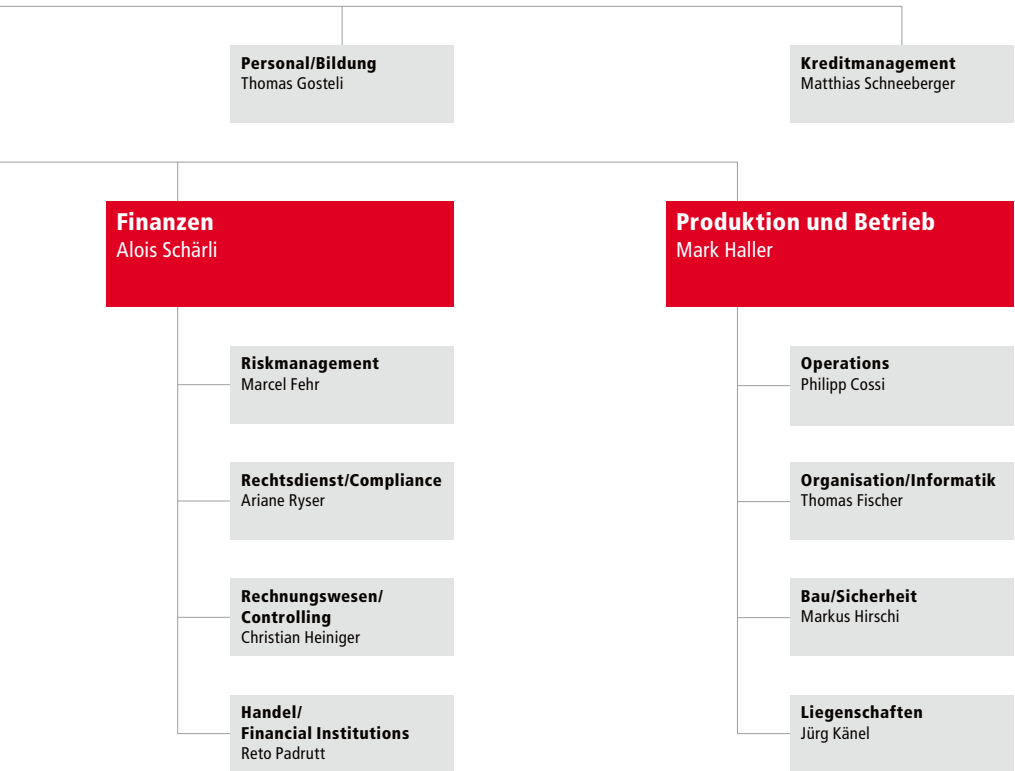 Personal/Bildung
Thomas Gosteli
Kreditmanagement
Matthias Schneeberger
Finanzen
Alois Schärli
Produktion und Betrieb
Mark Haller
Riskmanagement
Marcel Fehr
Rechtsdienst/Compliance
Ariane Ryser
Rechnungswesen/
Controlling
Christian Heiniger
Handel/
Financial Institutions
Reto Padrutt
Operations
Philipp Cossi
Organisation/Informatik
Thomas Fischer
Bau/Sicherheit
Markus Hirschi
Liegenschaften
Jürg Känel